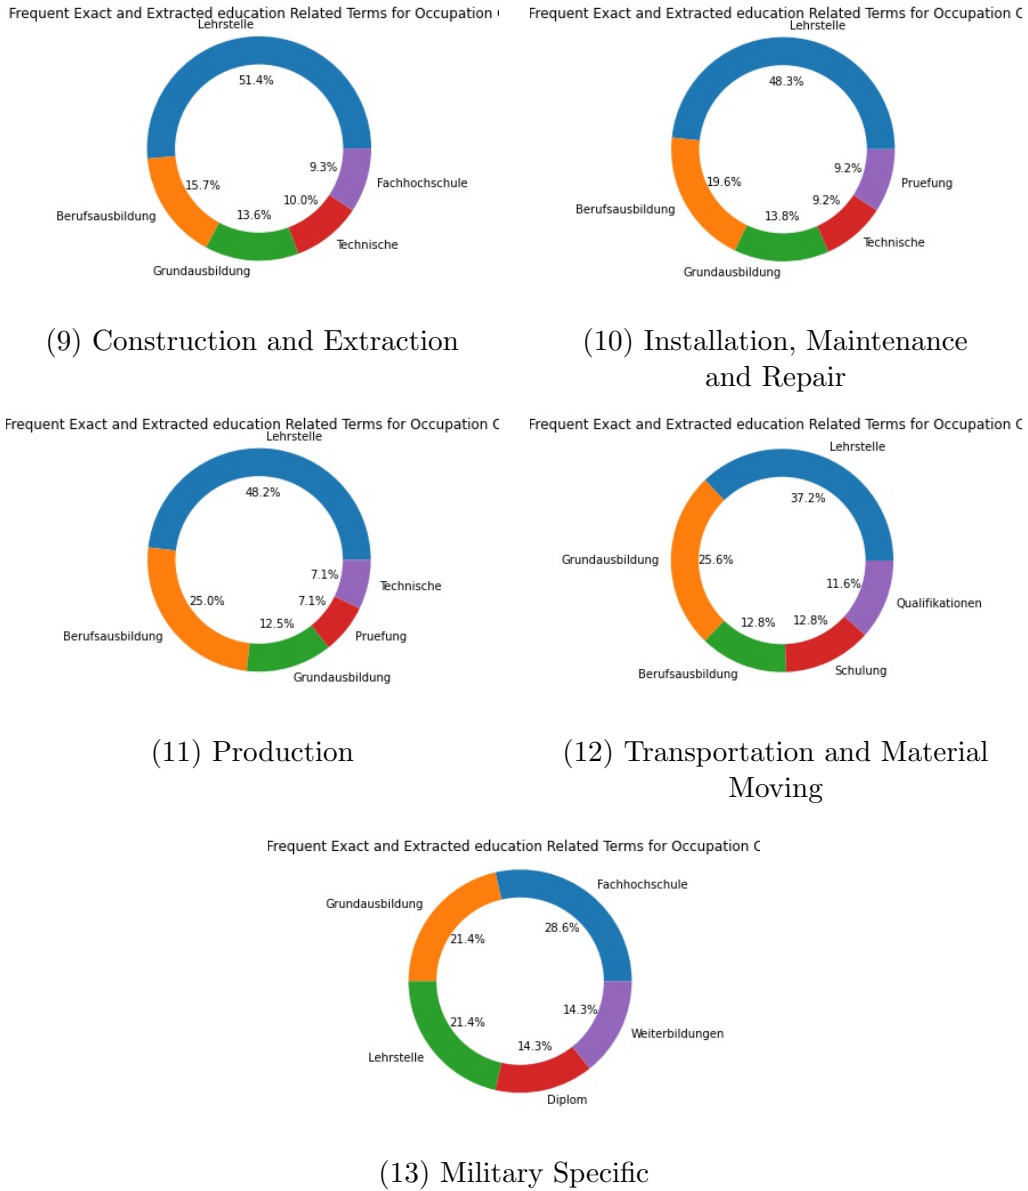 Frequent Exact and Extracted education Related Terms for Occupation
Lehrstelle
51.4%
9.3%
Fachhochschule
15.7%
10.0%
Berufsausbildung
13.6%
Technische
Grundausbildung
(9) Construction and Extraction
Frequent Exact and Extracted education Related Terms for Occupation
Lehrstelle
48.3%
9.2%
Pruefung
19.6%
9.2%
Berufsausbildung
13.8%
Technische
Grundausbildung
(10) Installation, Maintenance
and Repair
Frequent Exact and Extracted education Related Terms for Occupation
Lehrstelle
48.2%
7.1%
Technische
25.0%
7.1%
Berufsausbildung
12.5%
Pruefung
Grundausbildung
(11) Production
Frequent Exact and Extracted education Related Terms for Occupation
Lehrstelle
37.2%
Grundausbildung
25.6%
11.6%
Qualifikationen
12.8%
12.8%
Berufsausbildung
Schulung
(12) Transportation and Material
Moving
Frequent Exact and Extracted education Related Terms for Occupation
Fachhochschule
Grundausbildung
28.6%
21.4%
14.3%
21.4%
Weiterbildungen
14.3%
Lehrstelle
Diplom
(13) Military Specific